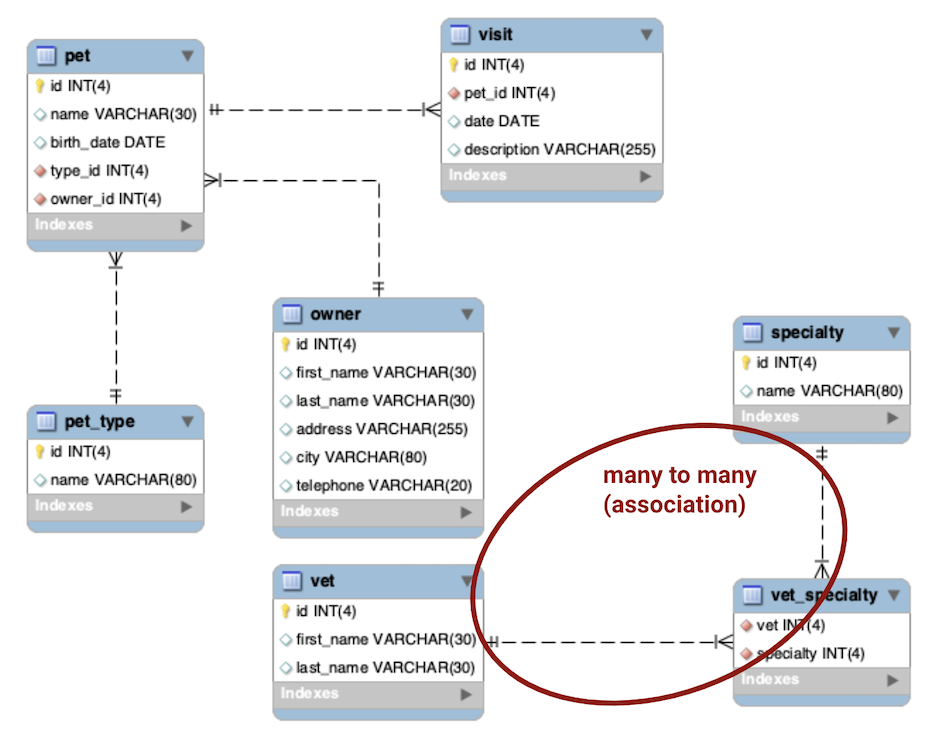 pet
id INT(4)
name VARCHAR(30)
birth_date DATE
type_id INT(4)
owner_id INT(4)
Indexes
visit
id INT(4)
pet_id INT(4)
date DATE
description VARCHAR(255)
Indexes
owner
id INT(4)
first_name VARCHAR(30)
last_name VARCHAR(30)
address VARCHAR(255)
city VARCHAR(80)
telephone VARCHAR(20)
Indexes
specialty
id INT(4)
name VARCHAR(80)
Indexes
pet_type
id INT(4)
name VARCHAR(80)
Indexes
many to many
(association)
vet
id INT(4)
first_name VARCHAR(30)
last_name VARCHAR(30)
Indexes
vet_specialty
vet INT(4)
specialty INT(4)
Indexes